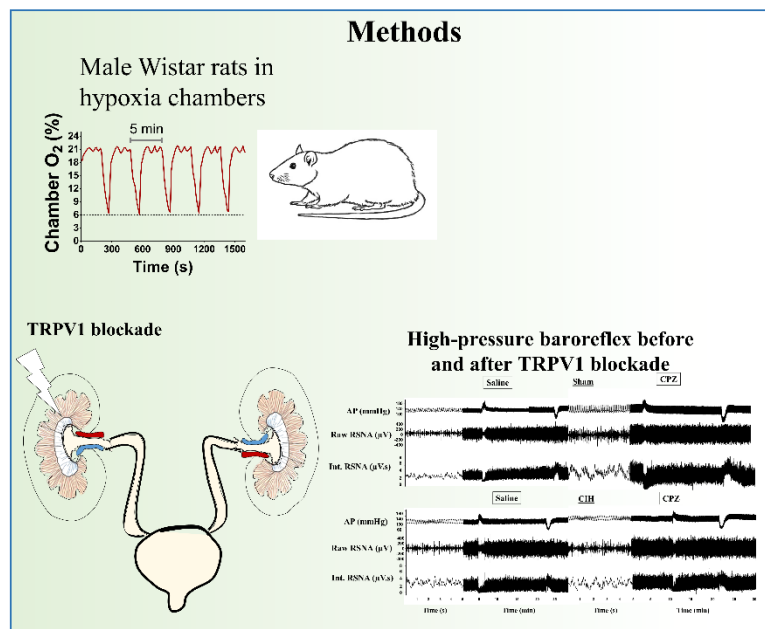 Methods
Male Wistar rats in
hypoxia chambers
5 min
Chamber O2 (%)
24
21
18
15
12
9
6
0 300 600 900 1200 1500
Time (s)
TRPV1 blockade
High-pressure baroreflex before
and after TRPV1 blockade
Saline Sham CPZ
AP (mmHg)
Raw RSNA (µV)
Int. RSNA (µV.s)
Saline CIH CPZ
AP (mmHg)
Raw RSNA (µV)
Int. RSNA (µV.s)
Time (s) Time (min) Time (s) Time (min)